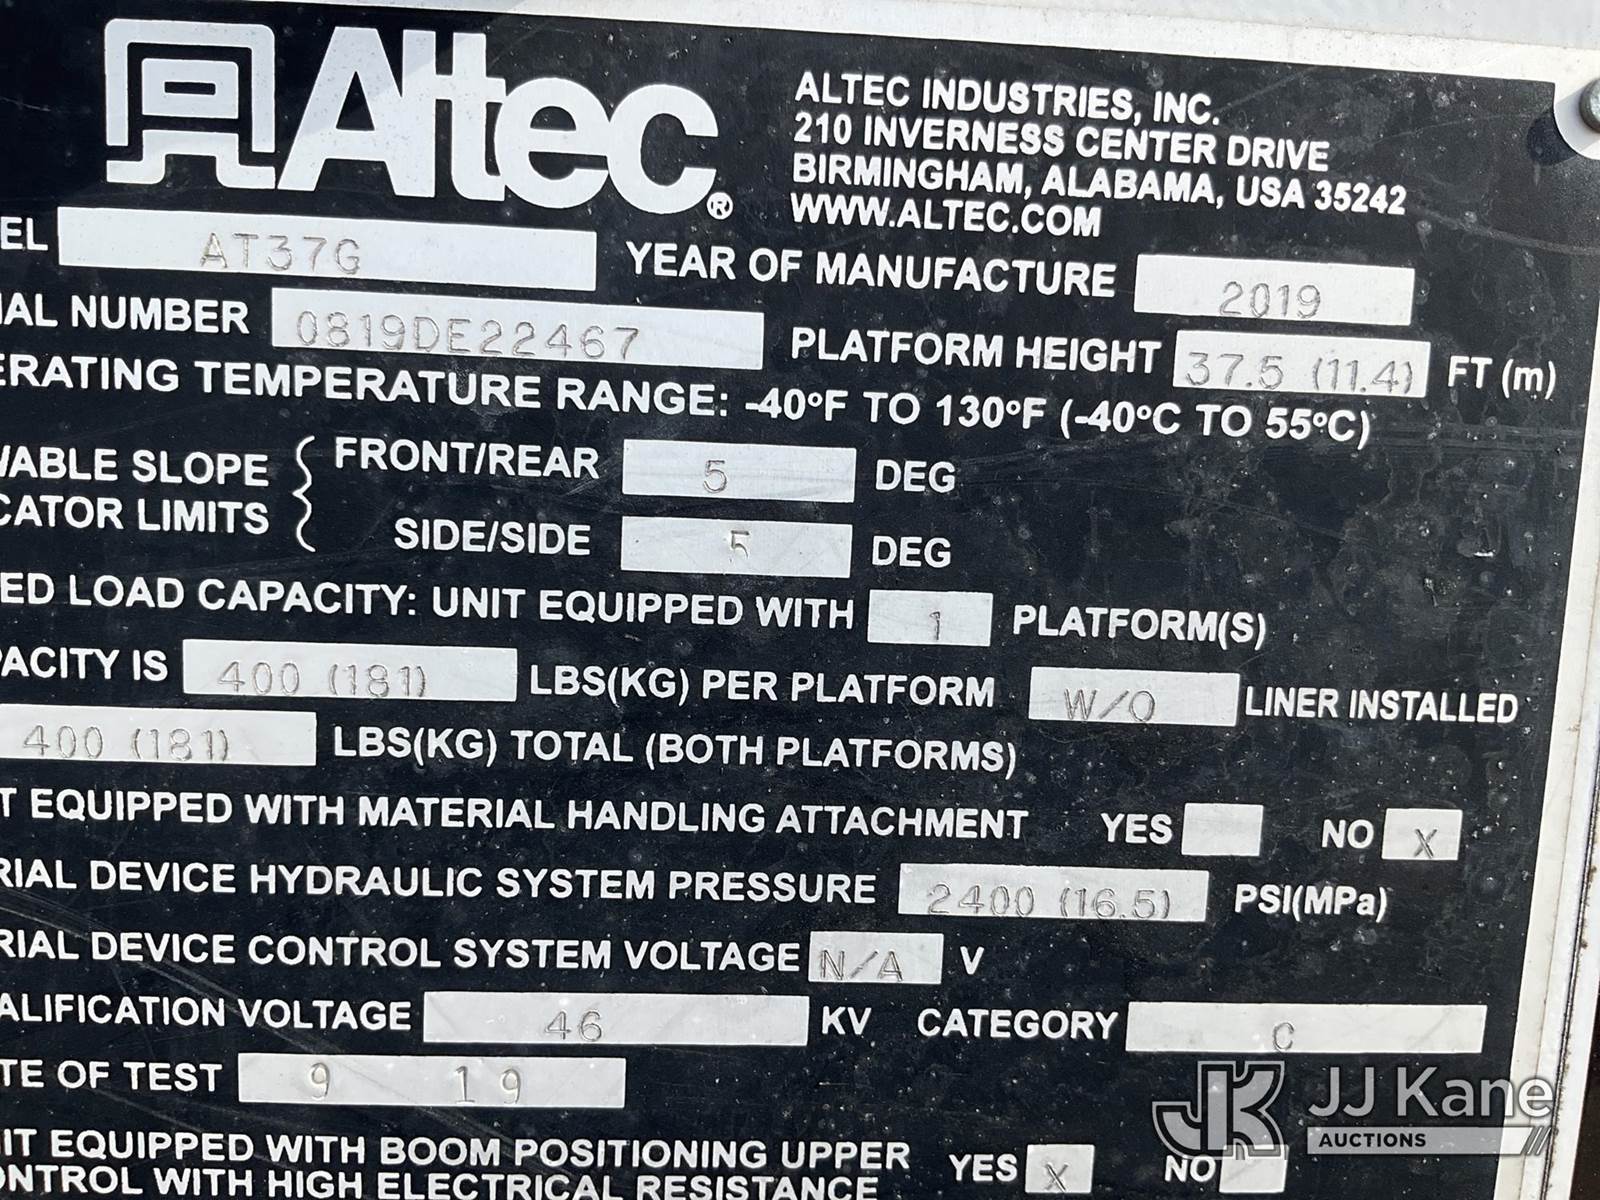 Altec®
ALTEC INDUSTRIES, INC.
210 INVERNESS CENTER DRIVE
BIRMINGHAM, ALABAMA, USA 35242
WWW.ALTEC.COM
EL AT37G YEAR OF MANUFACTURE 2019
IAL NUMBER 0819DE22467 PLATFORM HEIGHT 37.5 (11.4) FT (m)
ERATING TEMPERATURE RANGE: -40°F TO 130°F (-40°C TO 55°C)
WABLE SLOPE FRONT/REAR 5 DEG
CATOR LIMITS SIDE/SIDE 5 DEG
ED LOAD CAPACITY: UNIT EQUIPPED WITH 1 PLATFORM(S)
PACITY IS 400 (181) LBS(KG) PER PLATFORM W/O LINER INSTALLED
400 (181) LBS(KG) TOTAL (BOTH PLATFORMS)
T EQUIPPED WITH MATERIAL HANDLING ATTACHMENT YES NO X
RIAL DEVICE HYDRAULIC SYSTEM PRESSURE 2400 (16.5) PSI(MPa)
RIAL DEVICE CONTROL SYSTEM VOLTAGE N/A V
ALIFICATION VOLTAGE 46 KV CATEGORY C
TE OF TEST 9 19
IT EQUIPPED WITH BOOM POSITIONING UPPER YES X NO
ONTROL WITH HIGH ELECTRICAL RESISTANCE
JK JJ Kane
AUCTIONS